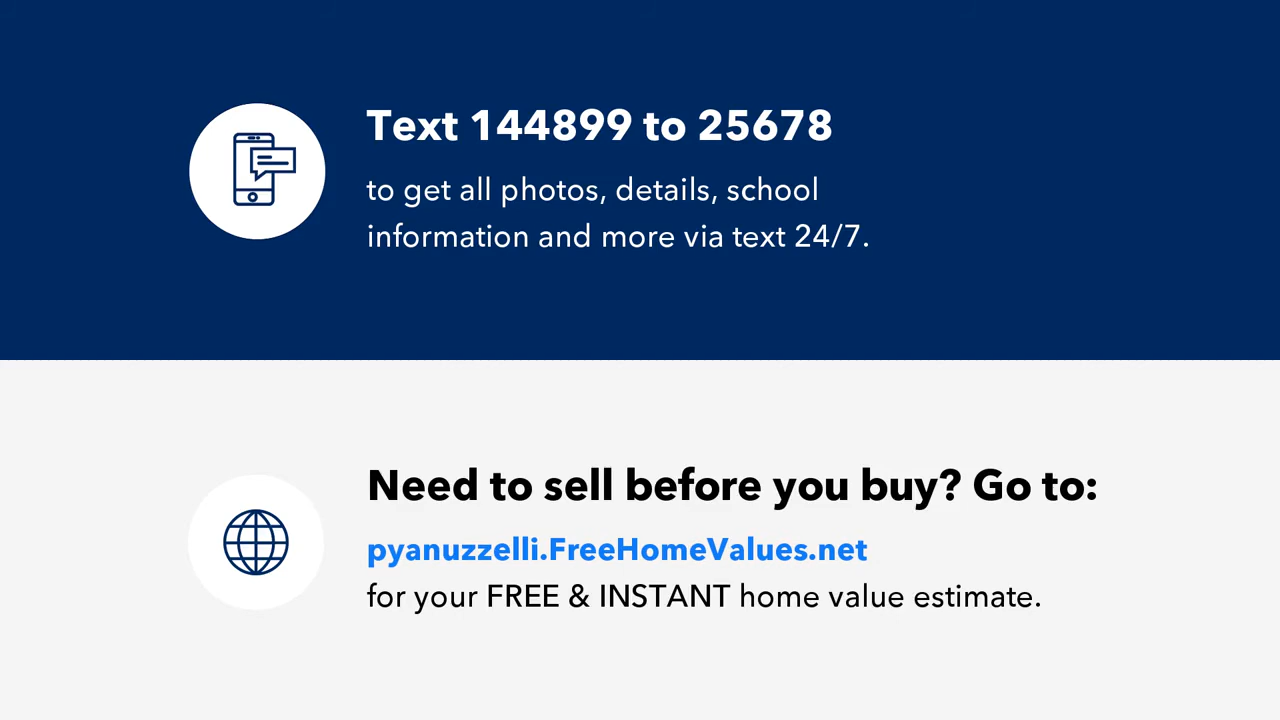 Text 144899 to 25678
to get all photos, details, school
information and more via text 24/7.
Need to sell before you buy? Go to:
pyanuzzelli.FreeHomeValues.net
for your FREE & INSTANT home value estimate.